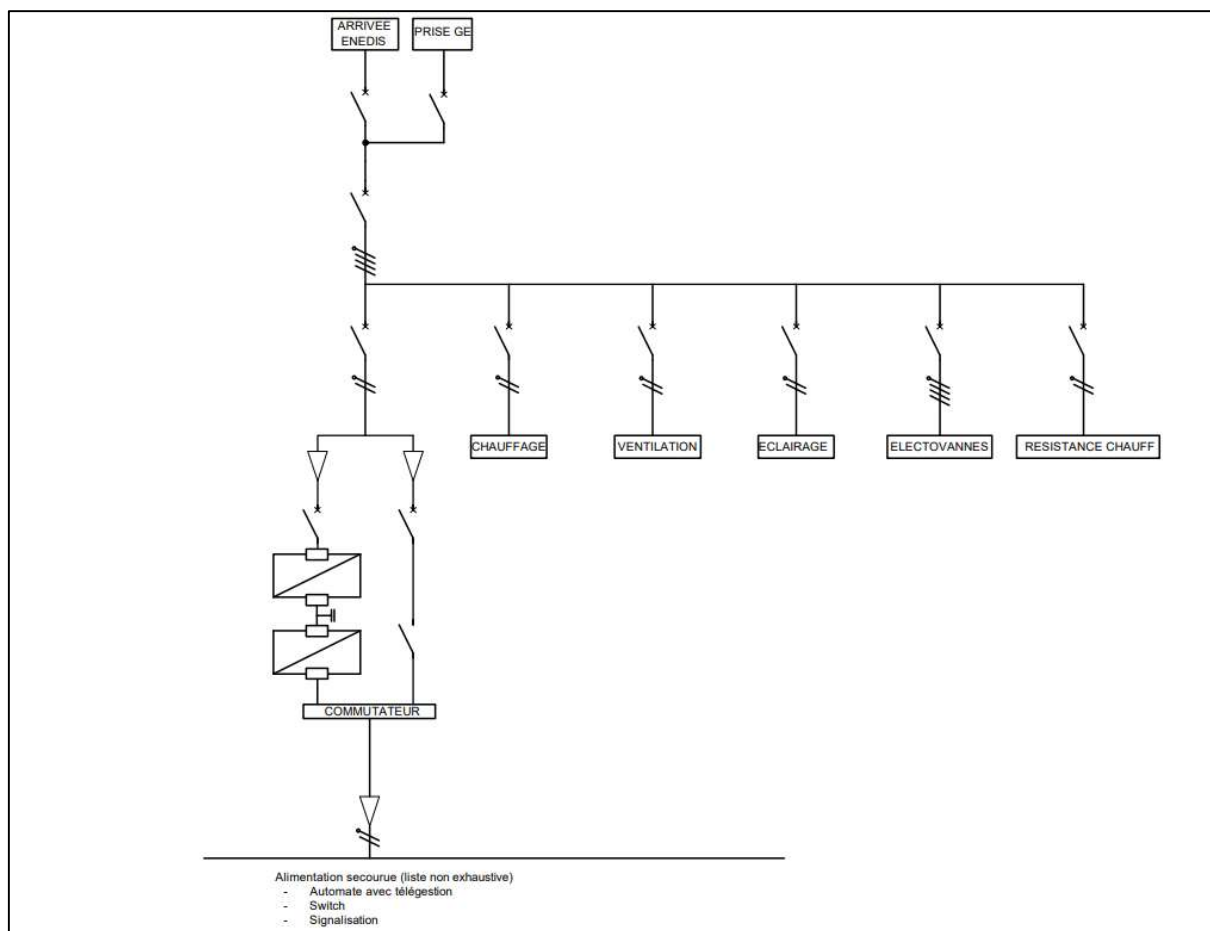 ARRIVEE
ENEDIS
PRISE GE
CHAUFFAGE
VENTILATION
ECLAIRAGE
ELECTOVANNES
RESISTANCE CHAUFF
COMMUTATEUR
Alimentation secourue (liste non exhaustive)
- Automate avec télégestion
- Switch
- Signalisation